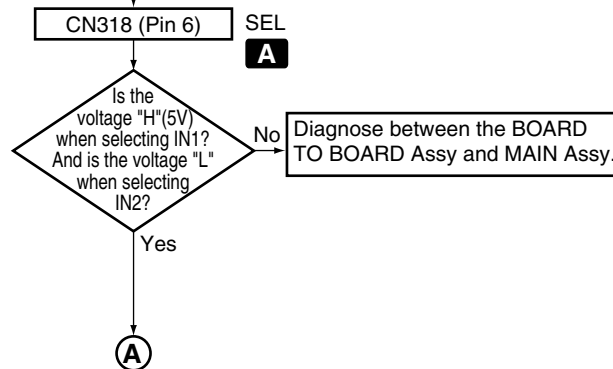 CN318 (Pin 6)
SEL
A
Is the
voltage "H"(5V)
when selecting IN1?
And is the voltage "L"
when selecting
IN2?
No
Diagnose between the BOARD
TO BOARD Assy and MAIN Assy.
Yes
A